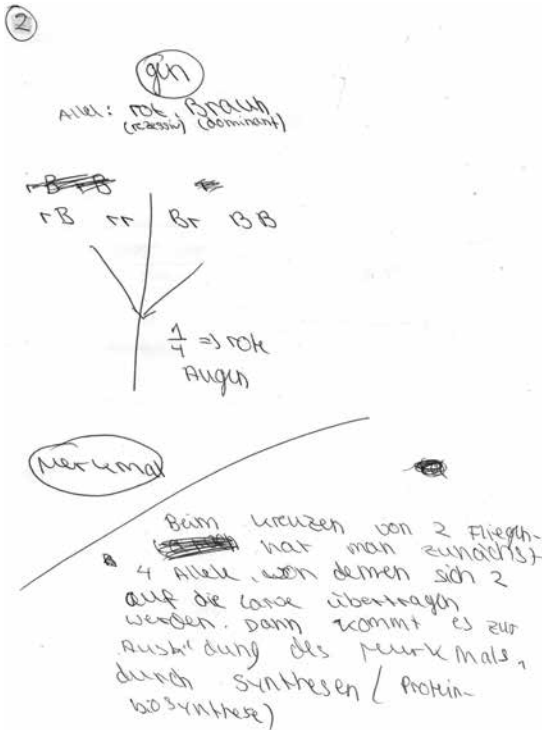 2
gen
Allel: rote, Braun
(rezessiv) (dominant)
rB rr Br BB
1/4 => rote
Augen
Merkmal
Beim kreuzen von 2 Fliegen-
hat man zunächst
4 Allele, von denen sich 2
auf die Larve übertragen
werden. Dann kommt es zur
Ausbildung des Merkmals,
durch Synthesen (Protein-
biosynthese)